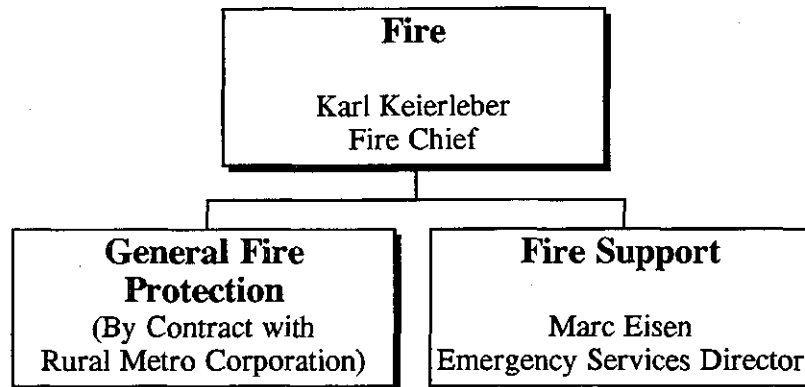 Fire
Karl Keierleber
Fire Chief
General Fire
Protection
(By Contract with
Rural Metro Corporation)
Fire Support
Marc Eisen
Emergency Services Director